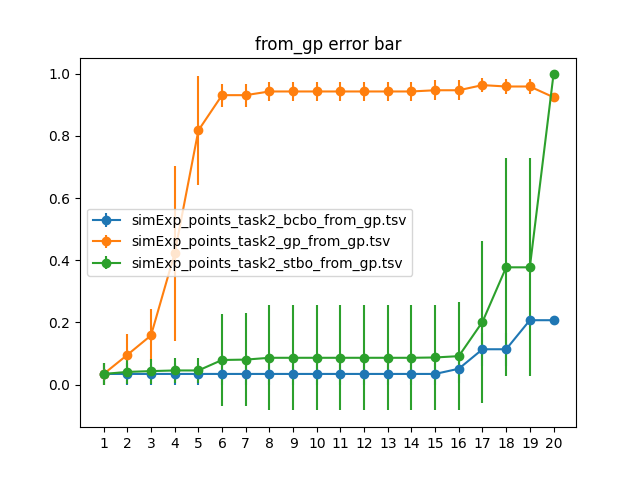 from_gp error bar
1.0
0.8
0.6
0.4
0.2
0.0
simExp_points_task2_bcbo_from_gp.tsv
simExp_points_task2_gp_from_gp.tsv
simExp_points_task2_stbo_from_gp.tsv
1 2 3 4 5 6 7 8 9 10 11 12 13 14 15 16 17 18 19 20